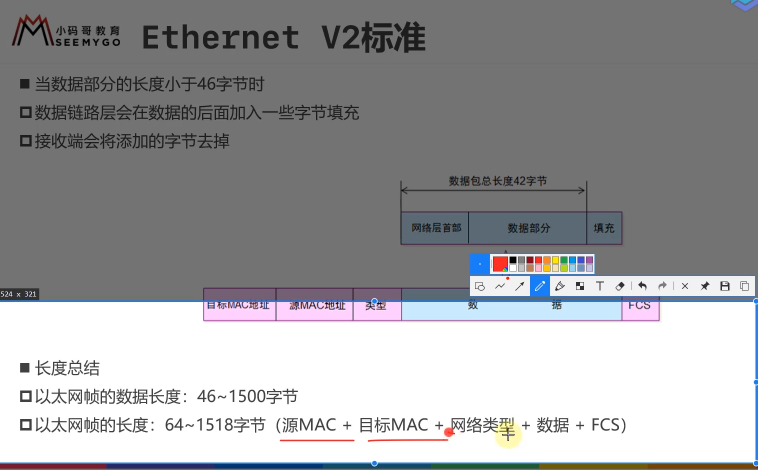 小码哥教育
SEEMYGO
Ethernet V2标准
当数据部分的长度小于46字节时
数据链路层会在数据的后面加入一些字节填充
接收端会将添加的字节去掉
数据包总长度42字节
网络层首部 数据部分 填充
524 x 321
目标MAC地址 源MAC地址 类型 数 据 FCS
长度总结
以太网帧的数据长度：46~1500字节
以太网帧的长度：64~1518字节（源MAC + 目标MAC + 网络类型 + 数据 + FCS）